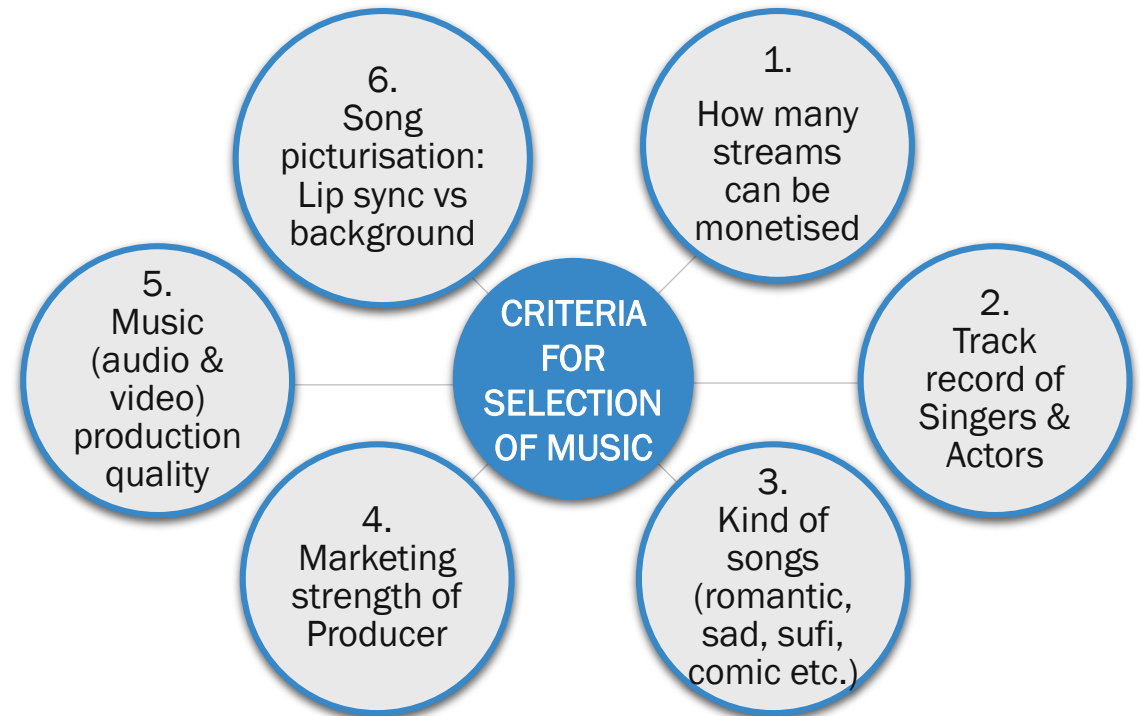 CRITERIA
FOR
SELECTION
OF MUSIC
1.
How many
streams
can be
monetised
2.
Track
record of
Singers &
Actors
3.
Kind of
songs
(romantic,
sad, sufi,
comic etc.)
4.
Marketing
strength of
Producer
5.
Music
(audio &
video)
production
quality
6.
Song
picturisation:
Lip sync vs
background